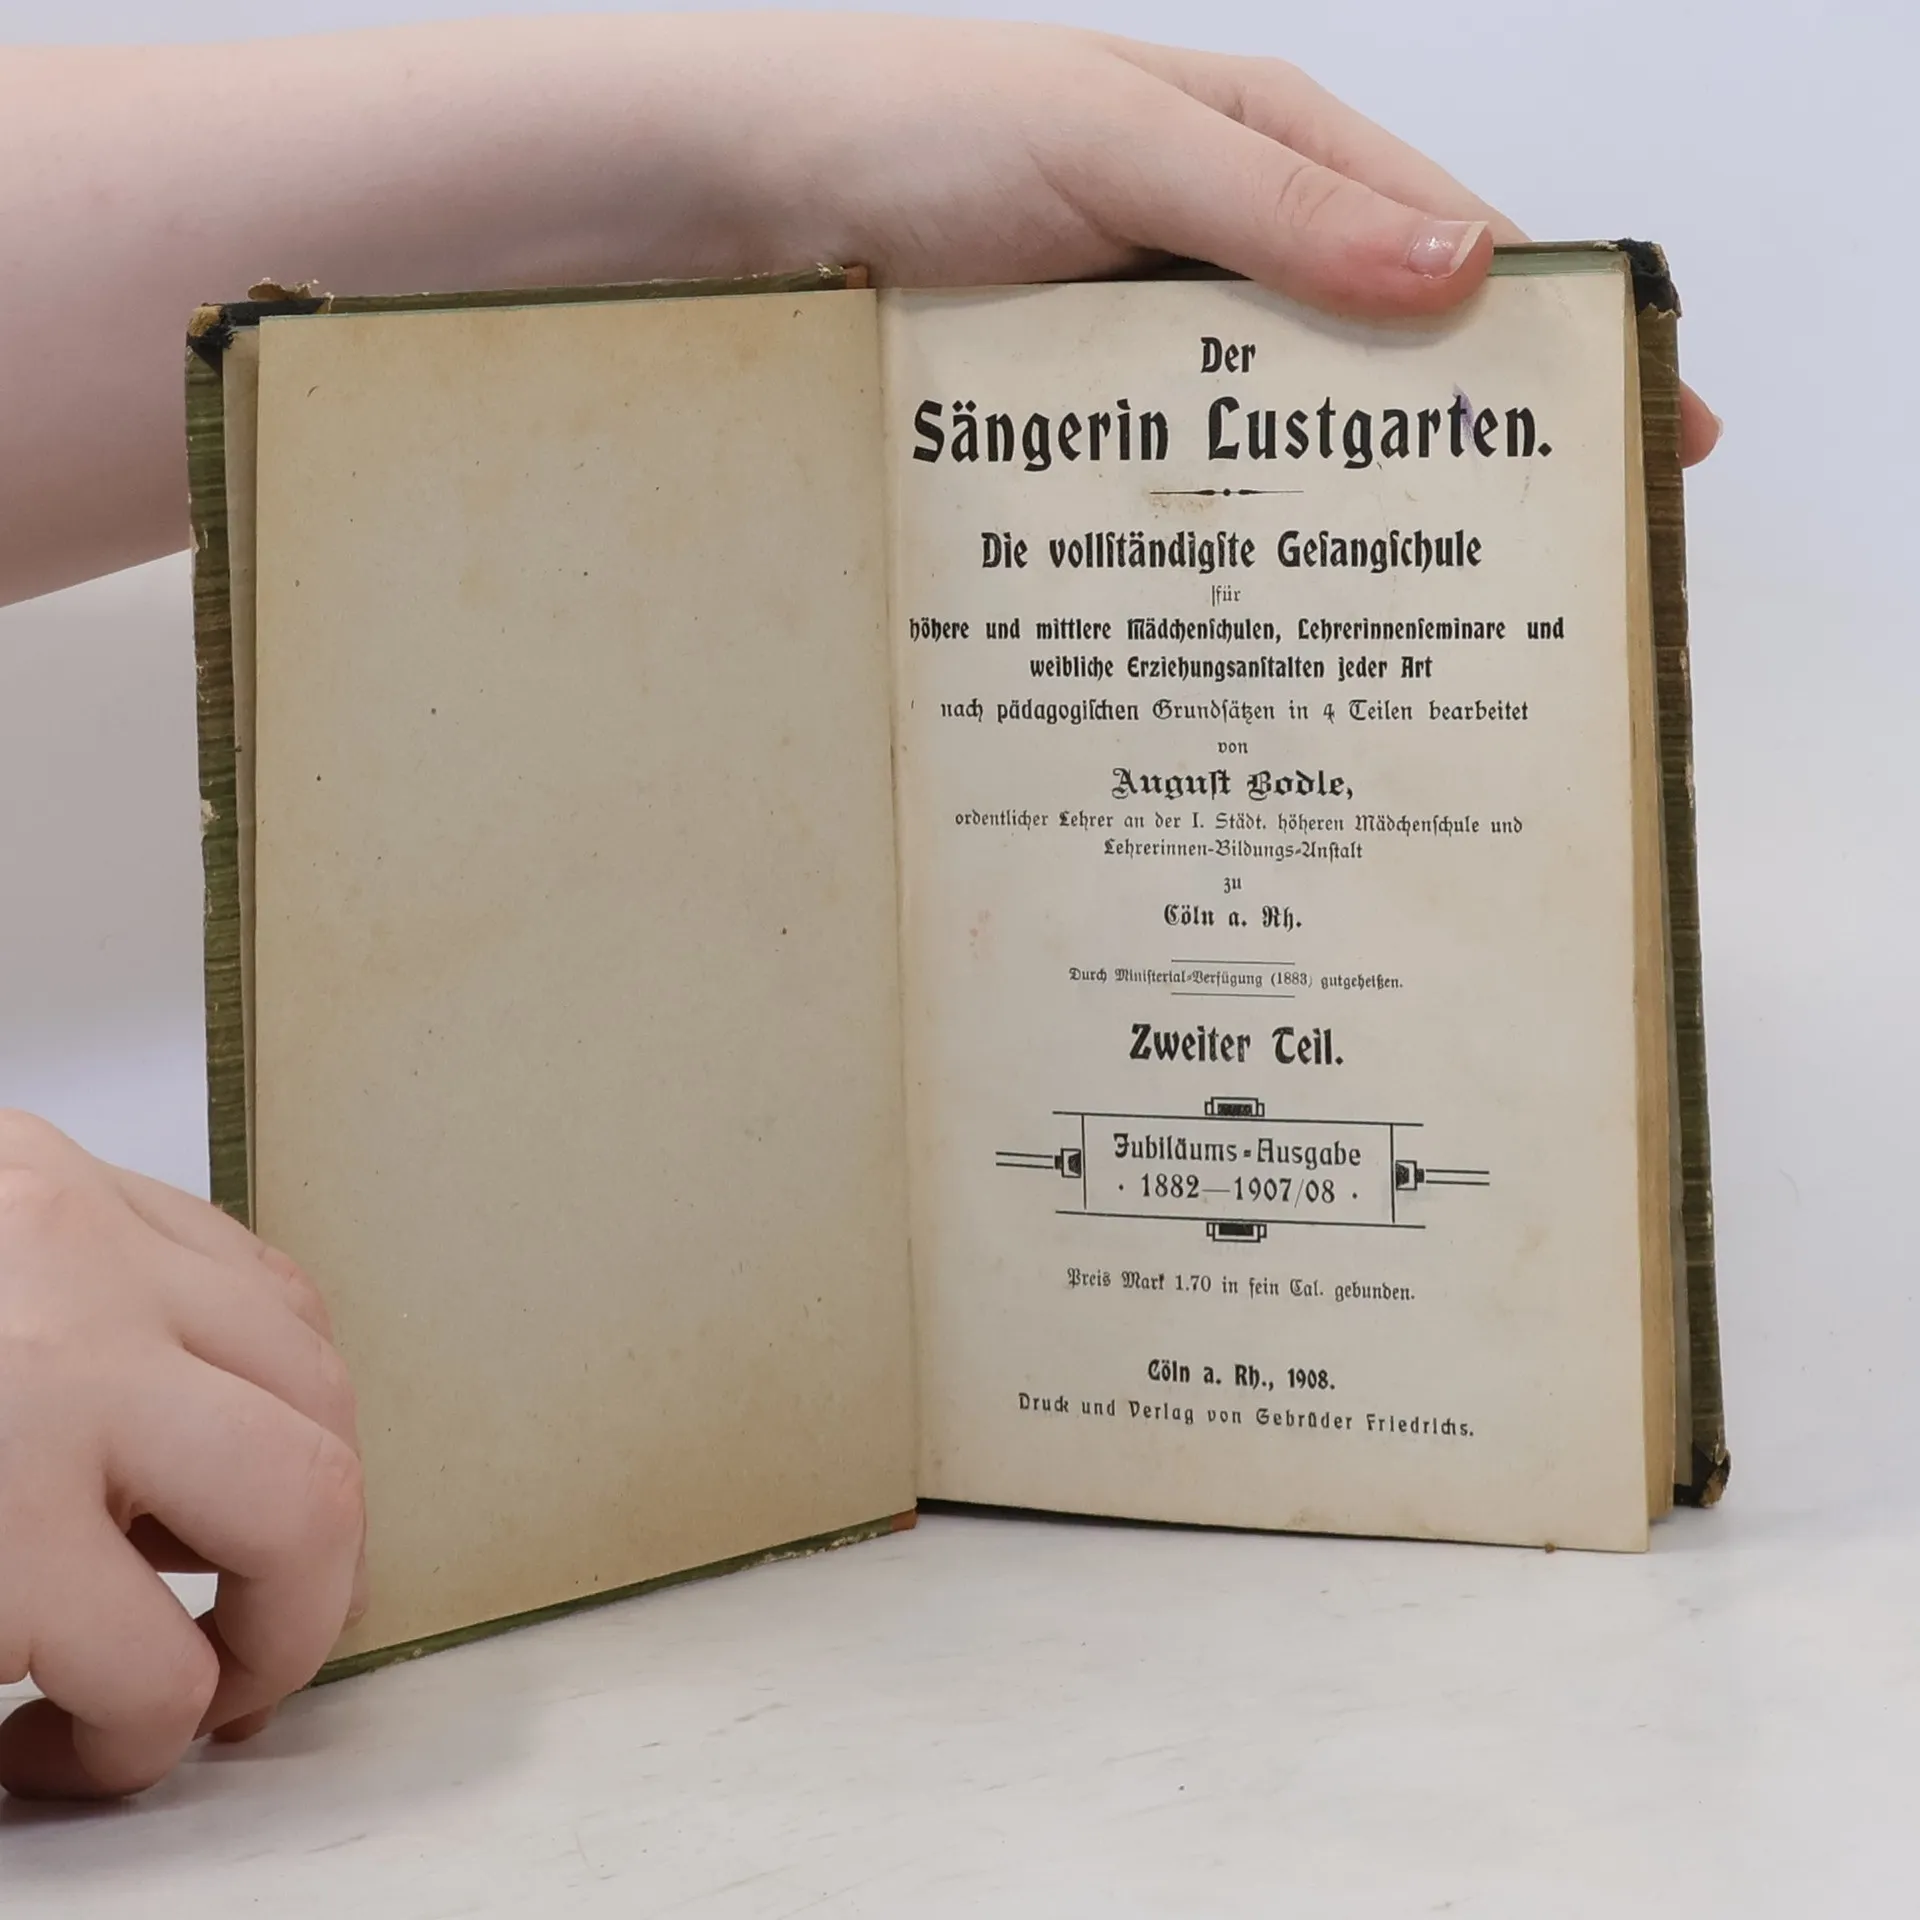 Der
Sängerin Lustgarten.
Die vollſtändigſte Geſangſchule
für
höhere und mittlere Mädchenſchulen, Lehrerinnenſeminare und
weibliche Erziehungsanſtalten jeder Art
nach pädagogiſchen Grundſätzen in 4 Teilen bearbeitet
von
Auguſt Bodle,
ordentlicher Lehrer an der I. Städt. höheren Mädchenſchule und
Lehrerinnen-Bildungs-Anſtalt
zu
Cöln a. Rh.
Durch Miniſterial-Verfügung (1883) gutgeheißen.
Zweiter Teil.
Jubiläums-Ausgabe
· 1882—1907/08 ·
Preis Mark 1.70 in fein Cal. gebunden.
Cöln a. Rh., 1908.
Druck und Verlag von Gebrüder Friedrichs.